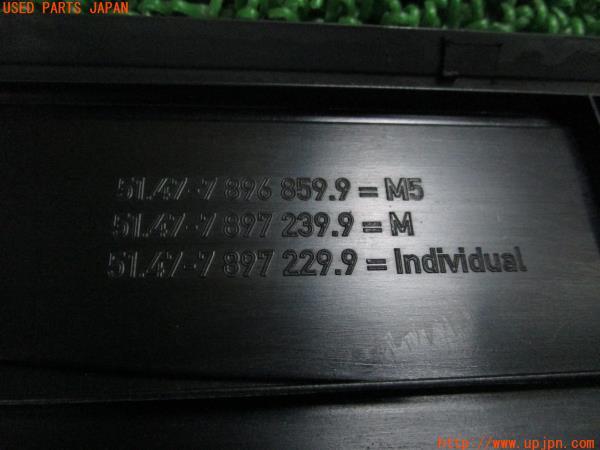 USED PARTS JAPAN
51.47-7 896 859.9 = M5
51.47-7 897 239.9 = M
51.47-7 897 229.9 = Individual
http://www.upjpn.com/